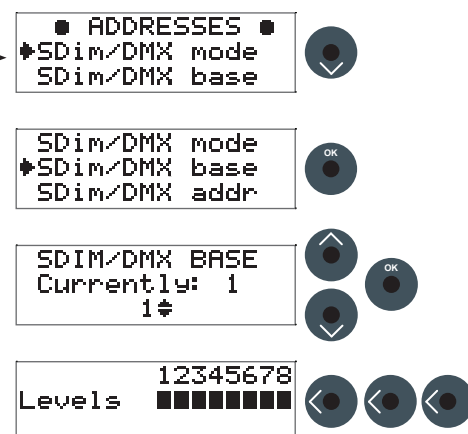 ● ADDRESSES ●
SDim/DMX mode
SDim/DMX base
SDim/DMX mode
SDim/DMX base
SDim/DMX addr
OK
SDIM/DMX BASE
Currently: 1
1
OK
12345678
Levels